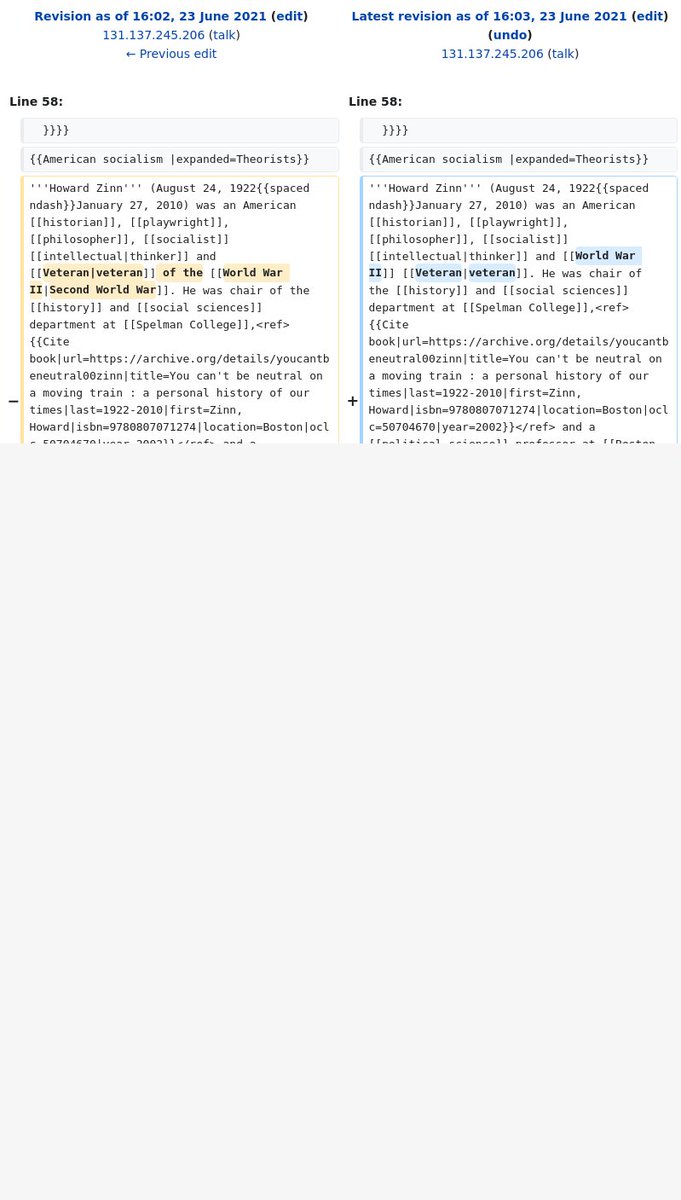 Revision as of 16:02, 23 June 2021 (edit)
131.137.245.206 (talk)
← Previous edit
Latest revision as of 16:03, 23 June 2021 (edit)
(undo)
131.137.245.206 (talk)
Line 58:
Line 58:
}}}}
}}}}
{{American socialism |expanded=Theorists}}
{{American socialism |expanded=Theorists}}
−
'''Howard Zinn''' (August 24, 1922{{spaced
ndash}}January 27, 2010) was an American
[[historian]], [[playwright]],
[[philosopher]], [[socialist]]
[[intellectual|thinker]] and
[[Veteran|veteran]] of the [[World War
II|Second World War]]. He was chair of the
[[history]] and [[social sciences]]
department at [[Spelman College]],<ref>
{{Cite
book|url=https://archive.org/details/youcantb
eneutral00zinn|title=You can't be neutral on
a moving train : a personal history of our
times|last=1922-2010|first=Zinn,
Howard|isbn=9780807071274|location=Boston|ocl
c=50704670|year=2002}}</ref> and a
+
'''Howard Zinn''' (August 24, 1922{{spaced
ndash}}January 27, 2010) was an American
[[historian]], [[playwright]],
[[philosopher]], [[socialist]]
[[intellectual|thinker]] and [[World War
II]] [[Veteran|veteran]]. He was chair of
the [[history]] and [[social sciences]]
department at [[Spelman College]],<ref>
{{Cite
book|url=https://archive.org/details/youcantb
eneutral00zinn|title=You can't be neutral on
a moving train : a personal history of our
times|last=1922-2010|first=Zinn,
Howard|isbn=9780807071274|location=Boston|ocl
c=50704670|year=2002}}</ref> and a
[[political science]] professor at [[Boston